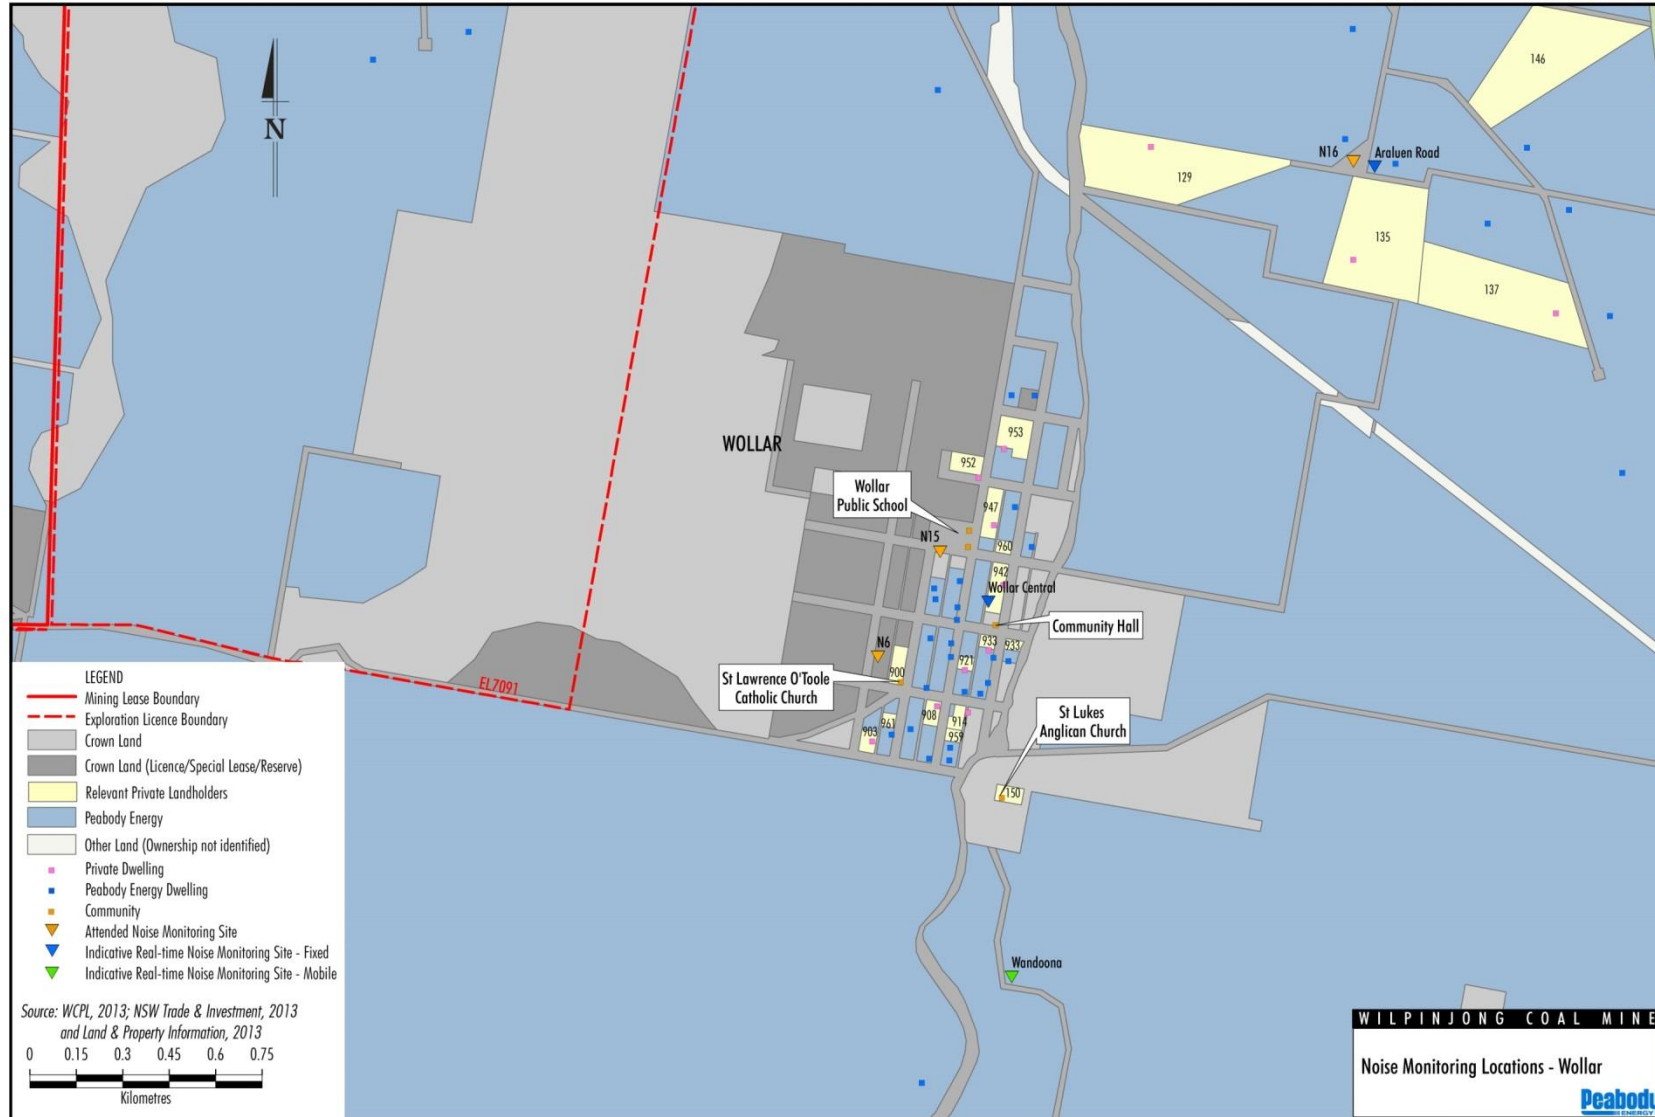 N
146
N16
Araluen Road
129
135
137
WOLLAR
953
952
Wollar
Public School
947
N15
960
942
Wollar Central
Community Hall
933
933
N6
921
900
St Lawrence O'Toole
Catholic Church
EL7091
961
908
914
903
959
St Lukes
Anglican Church
150
Wandoona
LEGEND
Mining Lease Boundary
Exploration Licence Boundary
Crown Land
Crown Land (Licence/Special Lease/Reserve)
Relevant Private Landholders
Peabody Energy
Other Land (Ownership not identified)
Private Dwelling
Peabody Energy Dwelling
Community
Attended Noise Monitoring Site
Indicative Real-time Noise Monitoring Site - Fixed
Indicative Real-time Noise Monitoring Site - Mobile
Source: WCPL, 2013; NSW Trade & Investment, 2013
and Land & Property Information, 2013
0 0.15 0.3 0.45 0.6 0.75
Kilometres
WILPINJONG COAL MINE
Noise Monitoring Locations - Wollar
Peabody
ENERGY